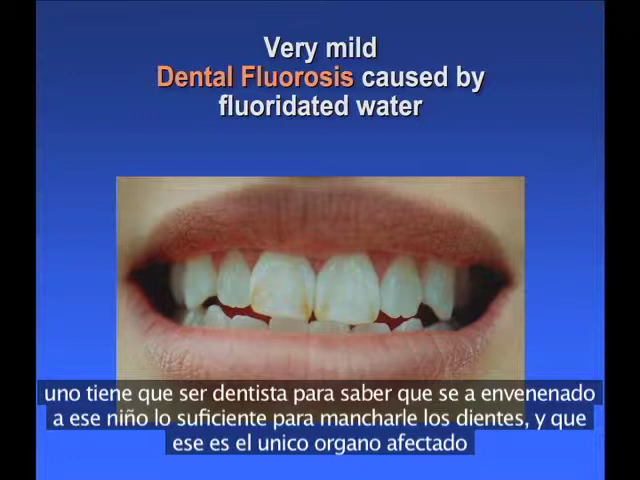 Very mild
Dental Fluorosis caused by
fluoridated water
uno tiene que ser dentista para saber que se a envenenado
a ese niño lo suficiente para mancharle los dientes, y que
ese es el unico organo afectado